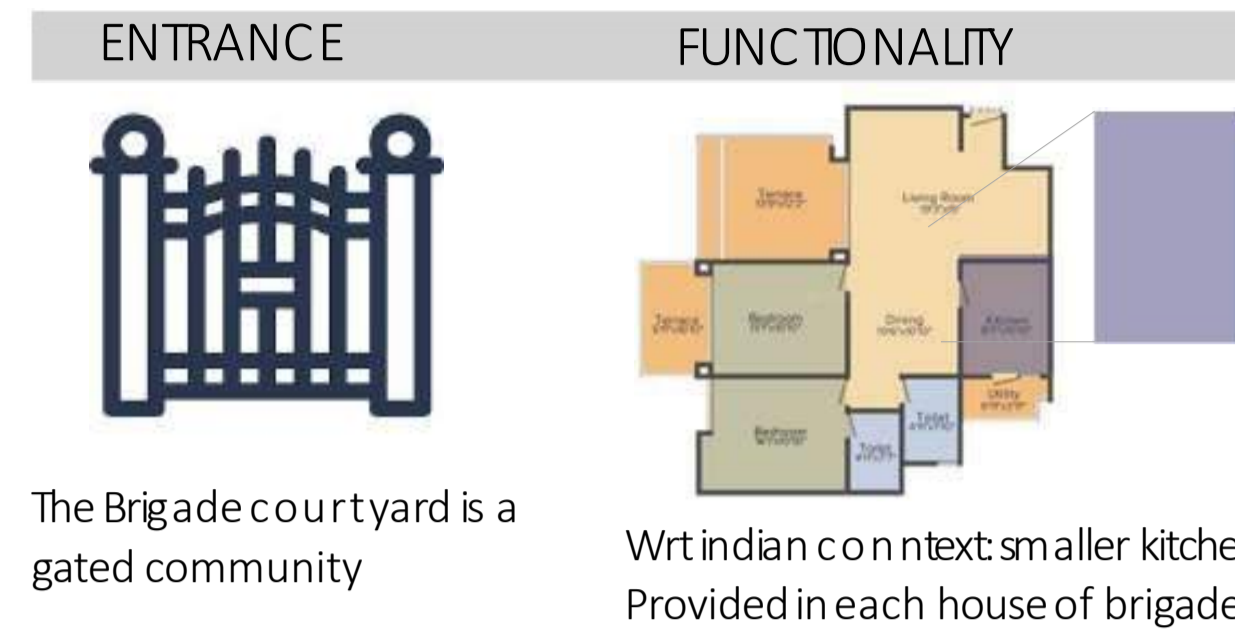 ENTRANCE
FUNCTIONALITY
Terrace
Living Room
Terrace
Bedroom
Dining
Kitchen
Utility
Bedroom
Toilet
Toilet
The Brigade courtyard is a
gated community
Wrt indian conntext: smaller kitche
Provided in each house of brigade